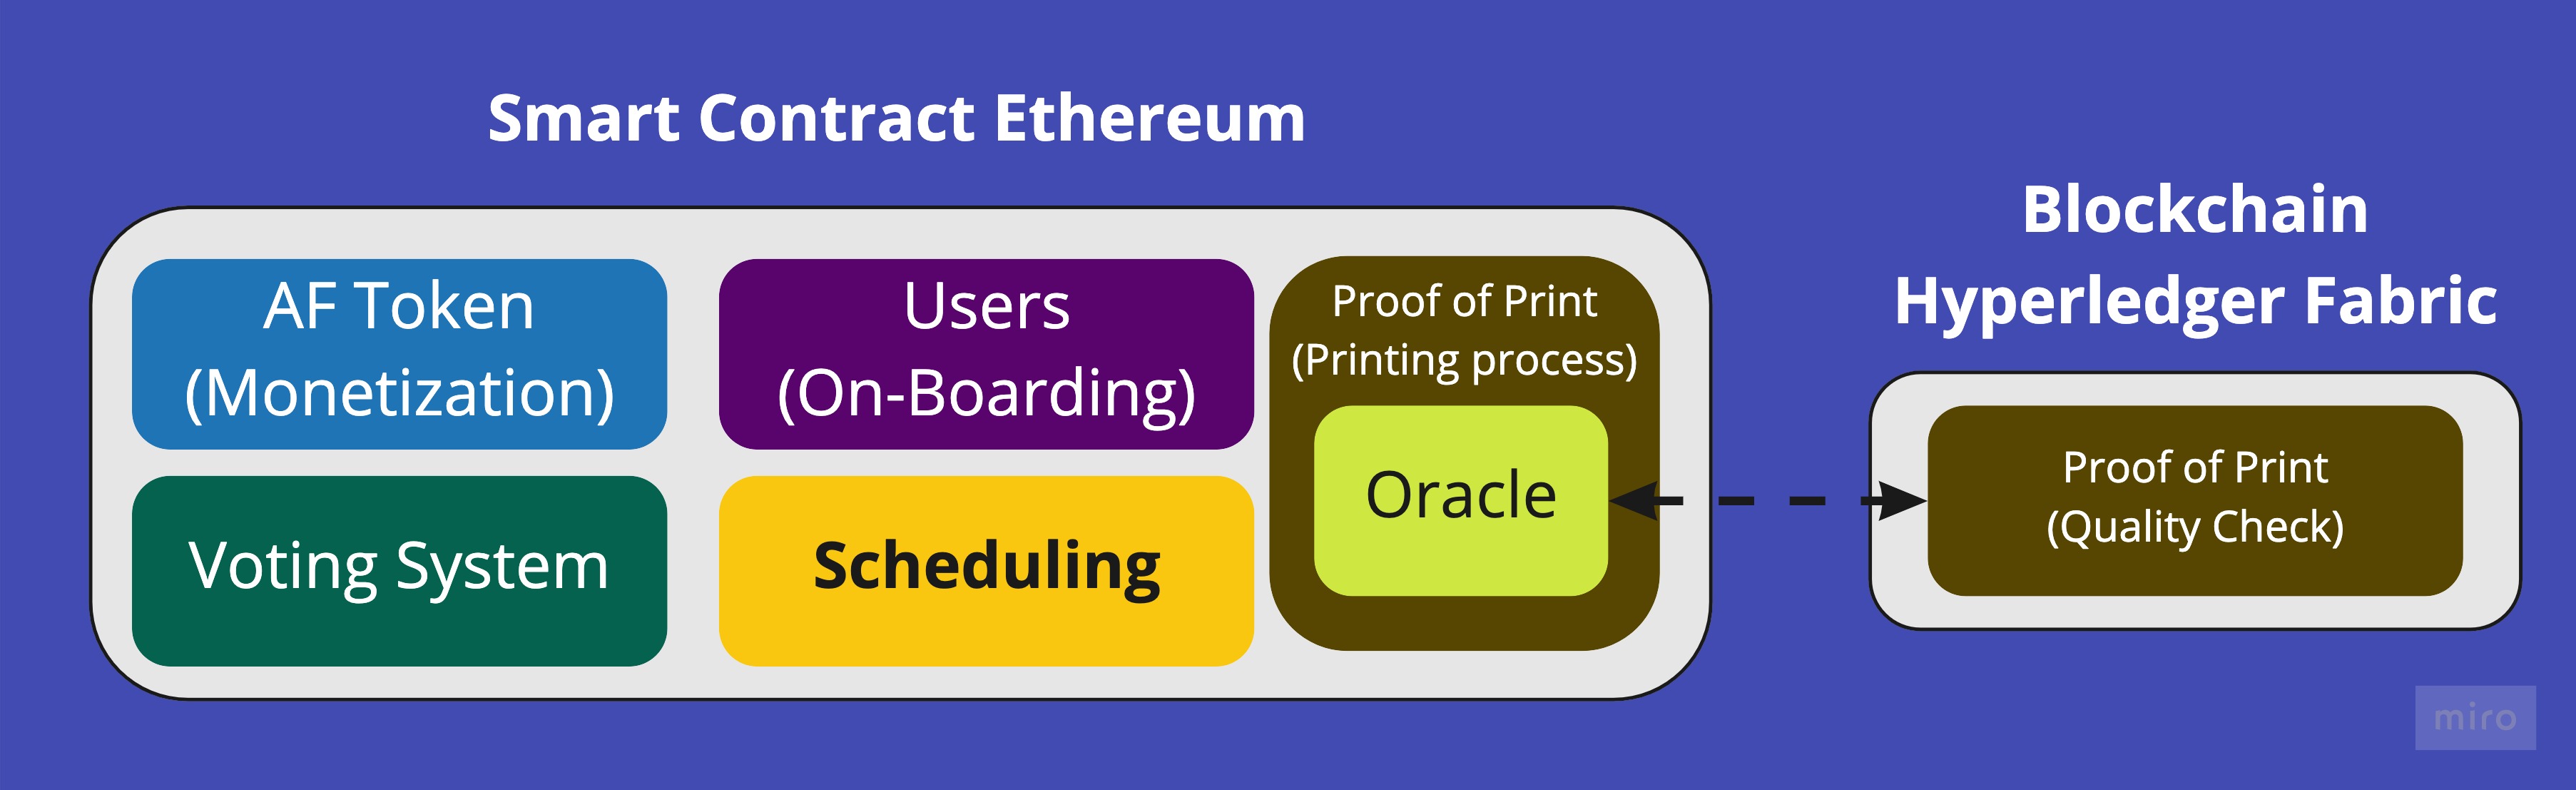 Smart Contract Ethereum
AF Token
(Monetization)
Users
(On-Boarding)
Proof of Print
(Printing process)
Oracle
Voting System
Scheduling
Blockchain
Hyperledger Fabric
Proof of Print
(Quality Check)
miro